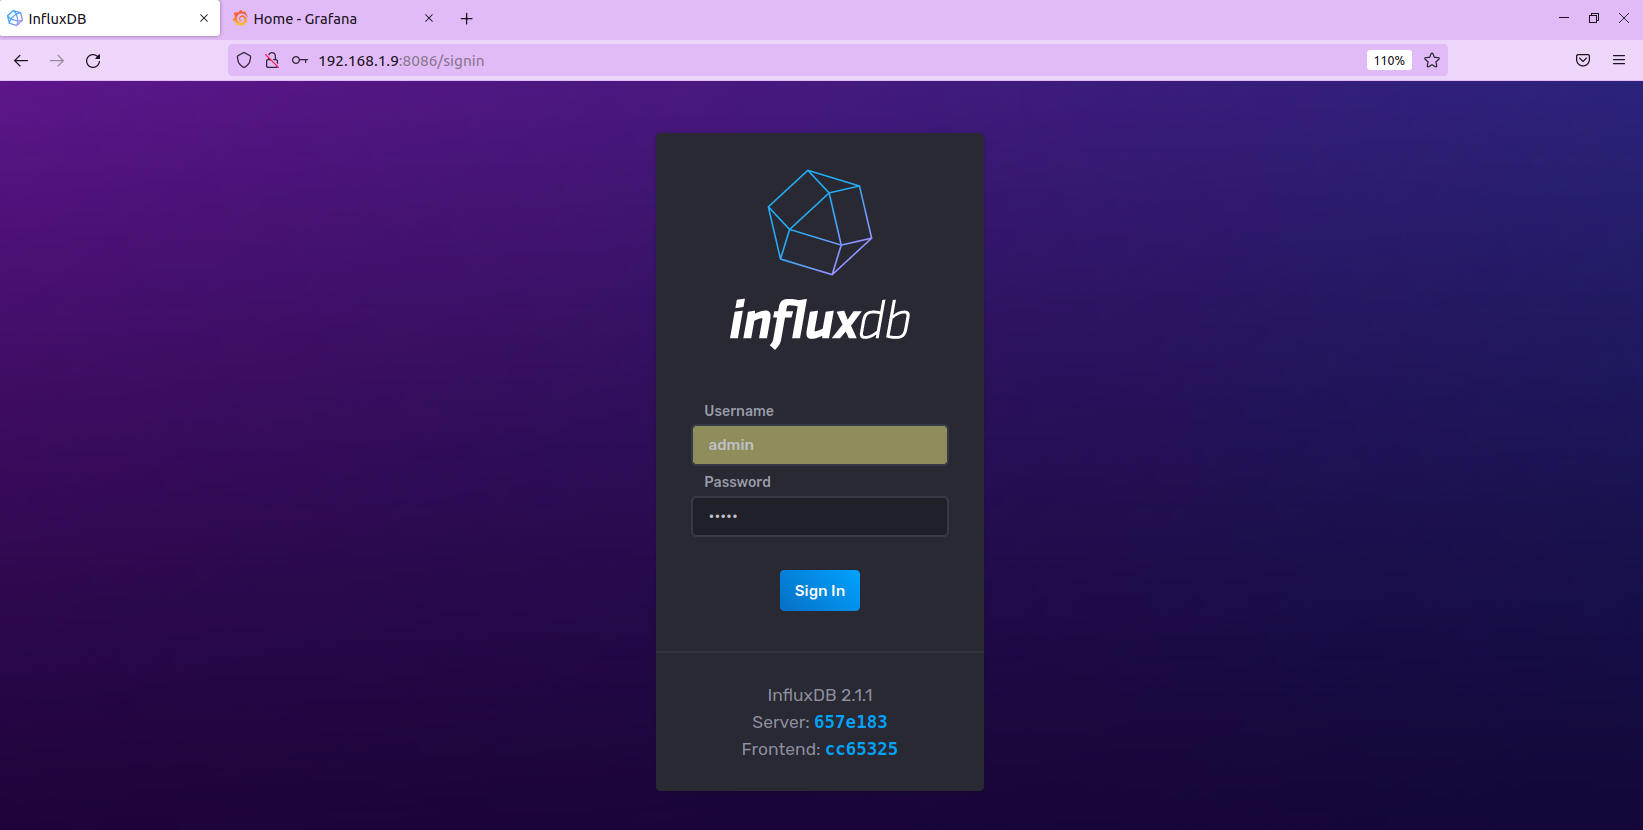 InfluxDB
Home - Grafana
192.168.1.9:8086/signin
110%
influxdb
Username
admin
Password
•••••
Sign In
InfluxDB 2.1.1
Server: 657e183
Frontend: cc65325